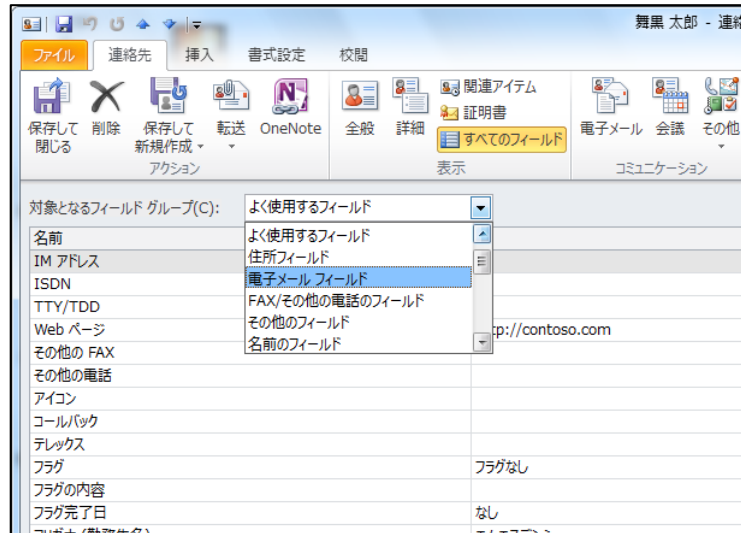 舞黒 太郎 - 連絡
ファイル 連絡先 挿入 書式設定 校閲
保存して
閉じる
削除
保存して
新規作成
転送
OneNote
アクション
全般
詳細
関連アイテム
証明書
すべてのフィールド
表示
電子メール
会議
その他
コミュニケーション
対象となるフィールド グループ(C): よく使用するフィールド
よく使用するフィールド
住所フィールド
電子メール フィールド
FAX/その他の電話のフィールド
その他のフィールド
名前のフィールド
名前
IM アドレス
ISDN
TTY/TDD
Web ページ tp://contoso.com
その他の FAX
その他の電話
アイコン
コールバック
テレックス
フラグ フラグなし
フラグの内容
フラグ完了日 なし